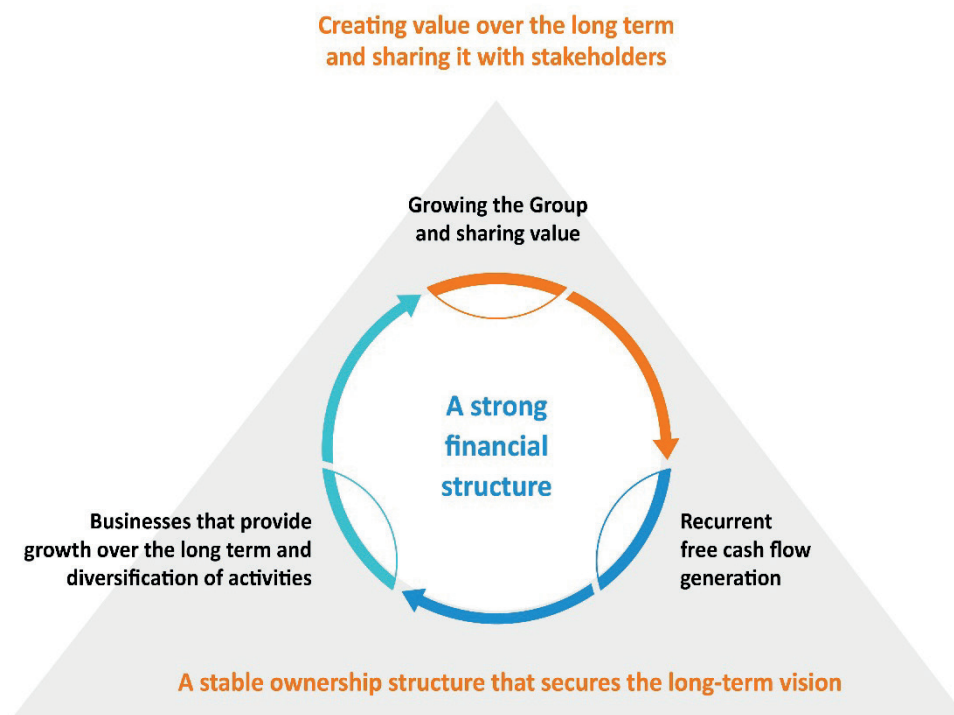 Creating value over the long term
and sharing it with stakeholders
Growing the Group
and sharing value
A strong
financial
structure
Businesses that provide
growth over the long term and
diversification of activities
Recurrent
free cash flow
generation
A stable ownership structure that secures the long-term vision